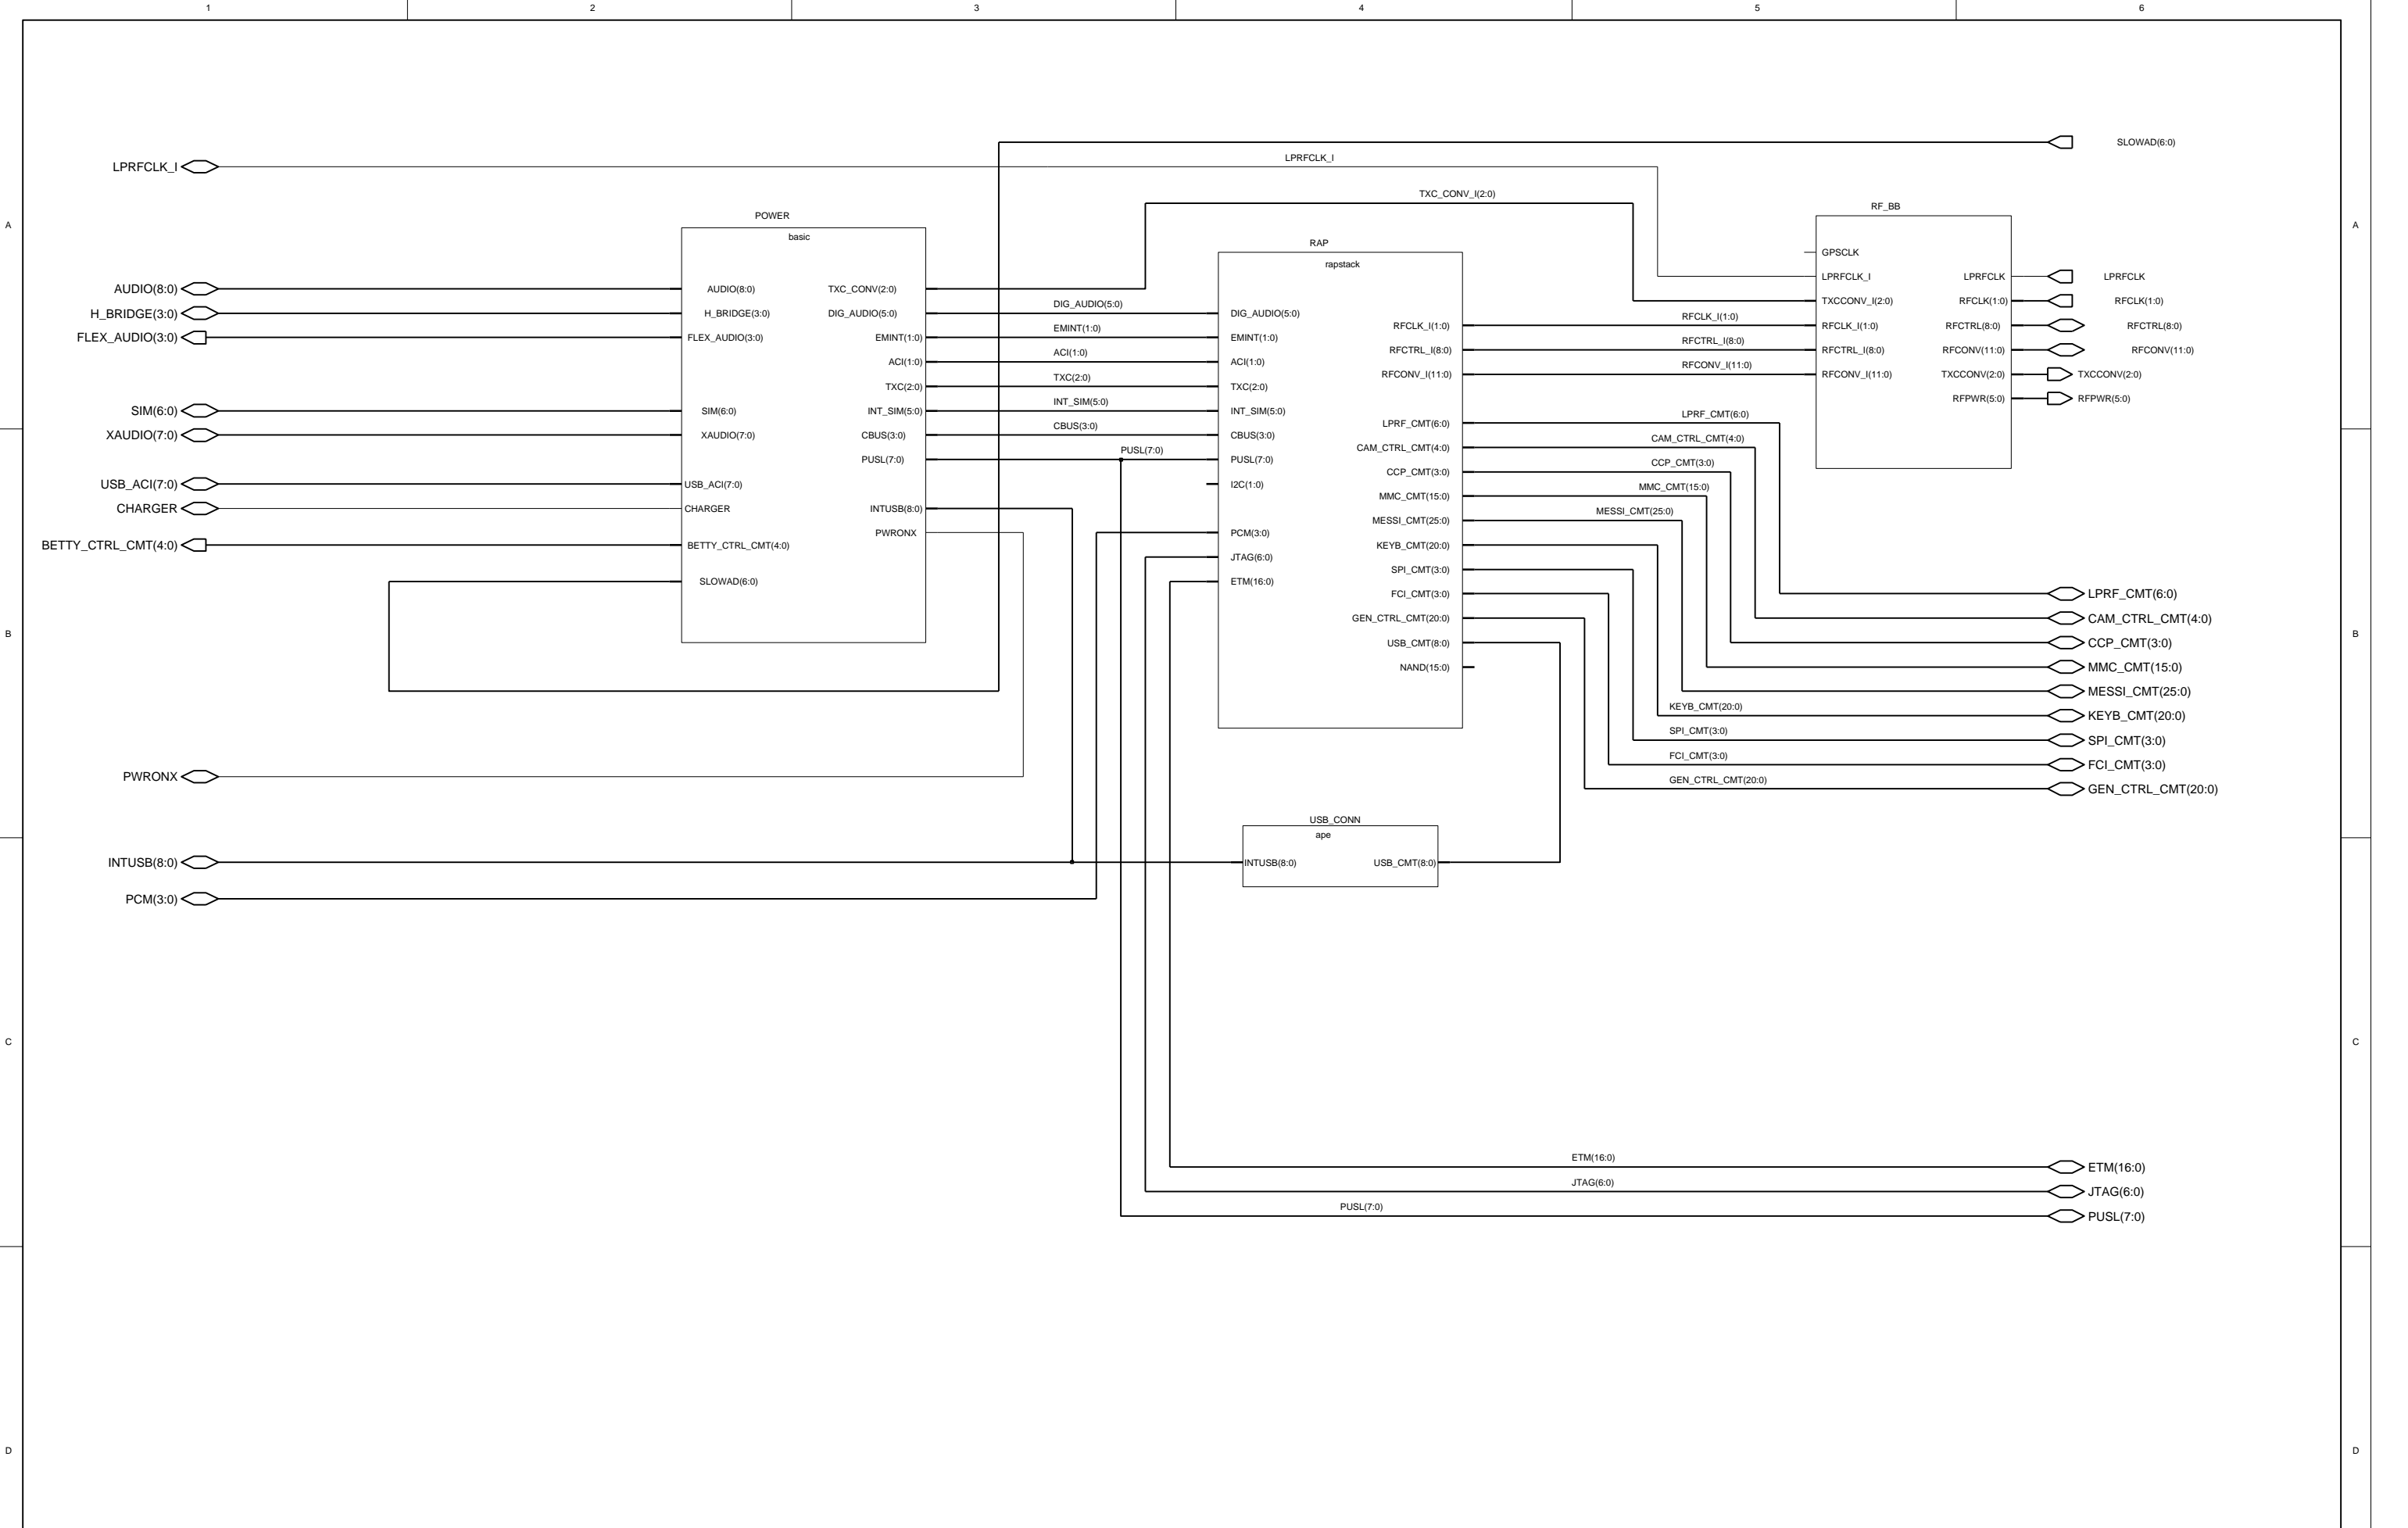 1 2 3 4 5 6
SLOWAD(6:0)
LPRFCLK_I
LPRFCLK_I
TXC_CONV_I(2:0)
A
A
POWER
basic
AUDIO(8:0)
H_BRIDGE(3:0)
FLEX_AUDIO(3:0)
SIM(6:0)
XAUDIO(7:0)
USB_ACI(7:0)
CHARGER
BETTY_CTRL_CMT(4:0)
AUDIO(8:0)
H_BRIDGE(3:0)
FLEX_AUDIO(3:0)
SIM(6:0)
XAUDIO(7:0)
USB_ACI(7:0)
CHARGER
BETTY_CTRL_CMT(4:0)
SLOWAD(6:0)
TXC_CONV(2:0)
DIG_AUDIO(5:0)
EMINT(1:0)
ACI(1:0)
TXC(2:0)
INT_SIM(5:0)
CBUS(3:0)
PUSL(7:0)
INTUSB(8:0)
PWRONX
DIG_AUDIO(5:0)
EMINT(1:0)
ACI(1:0)
TXC(2:0)
INT_SIM(5:0)
CBUS(3:0)
PUSL(7:0)
RAP
rapstack
DIG_AUDIO(5:0)
EMINT(1:0)
ACI(1:0)
TXC(2:0)
INT_SIM(5:0)
CBUS(3:0)
PUSL(7:0)
I2C(1:0)
PCM(3:0)
JTAG(6:0)
ETM(16:0)
RFCLK_I(1:0)
RFCTRL_I(8:0)
RFCONV_I(11:0)
LPRF_CMT(6:0)
CAM_CTRL_CMT(4:0)
CCP_CMT(3:0)
MMC_CMT(15:0)
MESSI_CMT(25:0)
KEYB_CMT(20:0)
SPI_CMT(3:0)
FCI_CMT(3:0)
GEN_CTRL_CMT(20:0)
USB_CMT(8:0)
NAND(15:0)
RFCLK_I(1:0)
RFCTRL_I(8:0)
RFCONV_I(11:0)
LPRF_CMT(6:0)
CAM_CTRL_CMT(4:0)
CCP_CMT(3:0)
MMC_CMT(15:0)
MESSI_CMT(25:0)
KEYB_CMT(20:0)
SPI_CMT(3:0)
FCI_CMT(3:0)
GEN_CTRL_CMT(20:0)
RF_BB
GPSCLK
LPRFCLK_I
TXCCONV_I(2:0)
RFCLK_I(1:0)
RFCTRL_I(8:0)
RFCONV_I(11:0)
LPRFCLK
RFCLK(1:0)
RFCTRL(8:0)
RFCONV(11:0)
TXCCONV(2:0)
RFPWR(5:0)
LPRFCLK
RFCLK(1:0)
RFCTRL(8:0)
RFCONV(11:0)
TXCCONV(2:0)
RFPWR(5:0)
B
B
LPRF_CMT(6:0)
CAM_CTRL_CMT(4:0)
CCP_CMT(3:0)
MMC_CMT(15:0)
MESSI_CMT(25:0)
KEYB_CMT(20:0)
SPI_CMT(3:0)
FCI_CMT(3:0)
GEN_CTRL_CMT(20:0)
PWRONX
INTUSB(8:0)
PCM(3:0)
USB_CONN
ape
INTUSB(8:0)
USB_CMT(8:0)
C
C
ETM(16:0)
JTAG(6:0)
PUSL(7:0)
ETM(16:0)
JTAG(6:0)
PUSL(7:0)
D
D